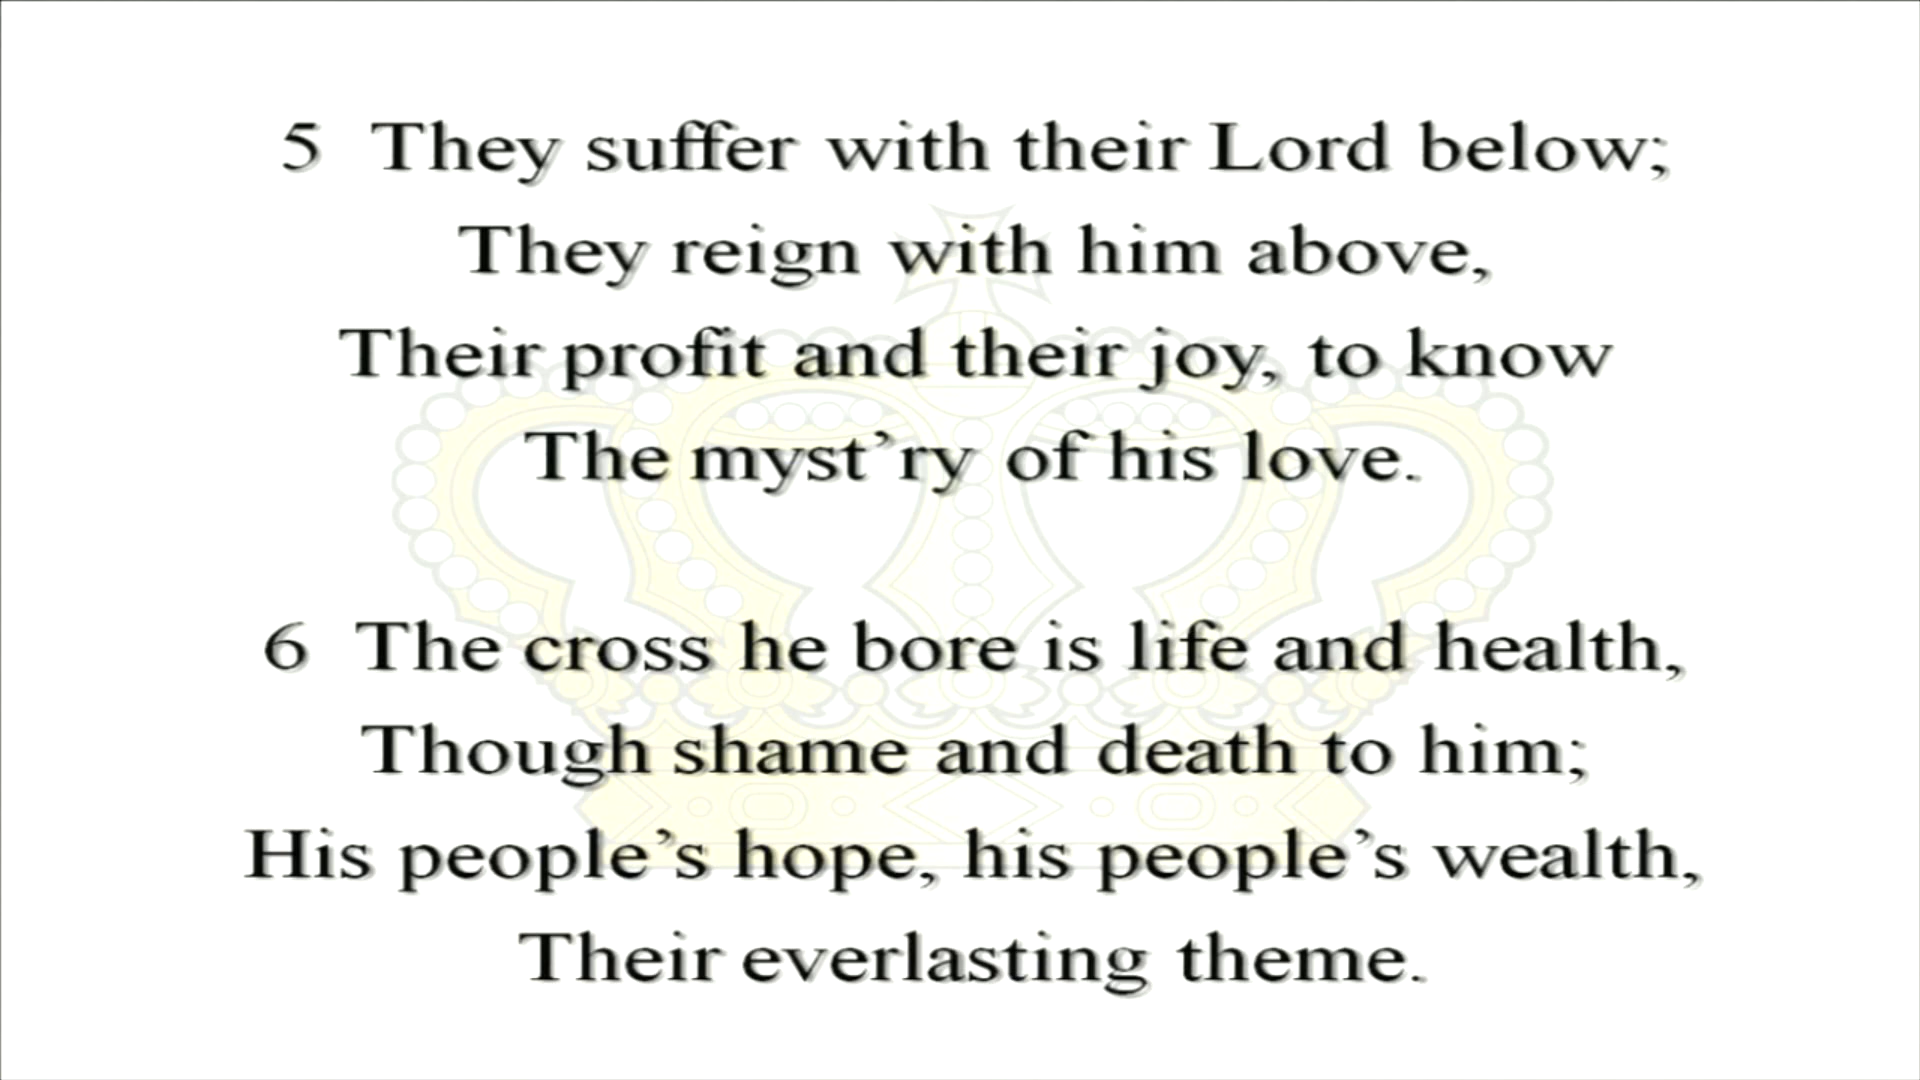 5 They suffer with their Lord below;
They reign with him above,
Their profit and their joy, to know
The myst’ry of his love.
6 The cross he bore is life and health,
Though shame and death to him;
His people’s hope, his people’s wealth,
Their everlasting theme.